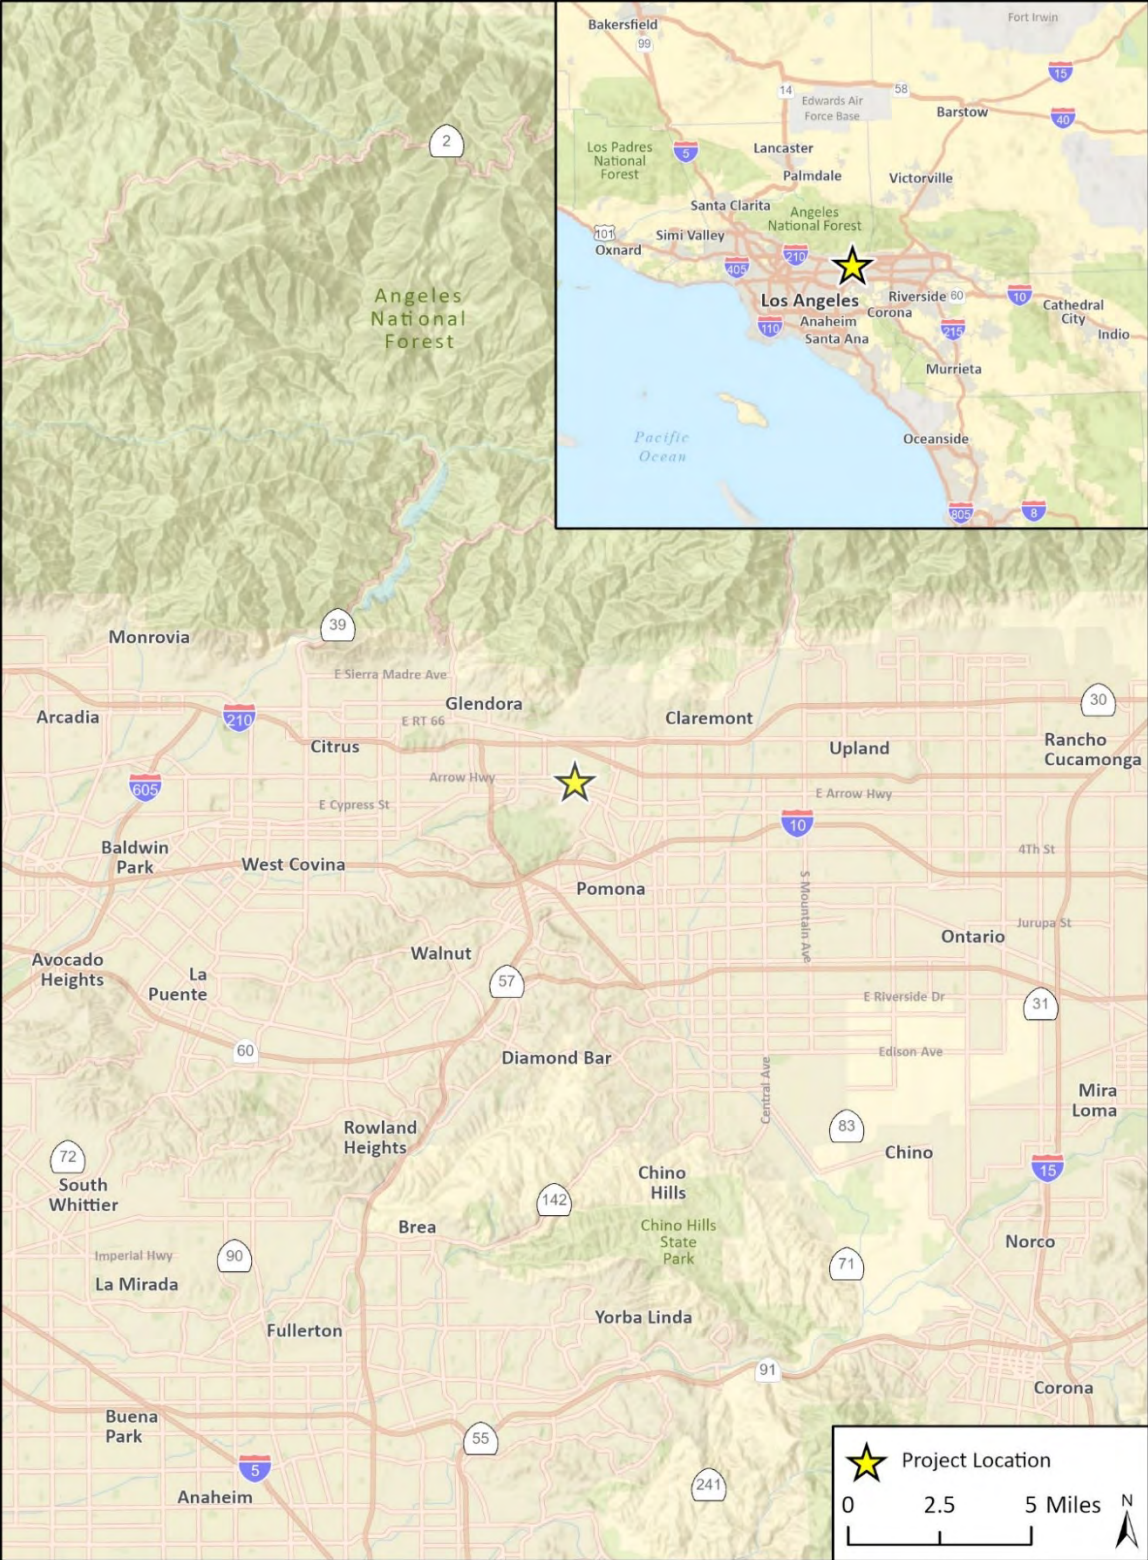 Bakersfield
99
Fort Irwin
15
14
58
Edwards Air
Force Base
Barstow
40
Los Padres
National
Forest
5
Lancaster
Palmdale
Victorville
Santa Clarita
Angeles
National Forest
101
Oxnard
Simi Valley
405
210
Los Angeles
Riverside
60
10
Corona
Cathedral
City
110
Anaheim
Santa Ana
215
Indio
Murrieta
Pacific
Ocean
Oceanside
805
8
2
Angeles
National
Forest
39
Monrovia
E Sierra Madre Ave
Glendora
Arcadia
210
E RT 66
Claremont
30
Citrus
Upland
Rancho
Cucamonga
605
Arrow Hwy
E Arrow Hwy
E Cypress St
10
Baldwin
Park
West Covina
4Th St
Pomona
S Mountain Ave
Jurupa St
Ontario
Avocado
Heights
La
Puente
Walnut
57
E Riverside Dr
31
60
Diamond Bar
Edison Ave
Central Ave
Mira
Loma
Rowland
Heights
83
Chino
72
South
Whittier
Chino
Hills
15
142
Brea
Chino Hills
State
Park
Norco
Imperial Hwy
90
71
La Mirada
Fullerton
Yorba Linda
91
Corona
Buena
Park
55
5
Anaheim
241
Project Location
0 2.5 5 Miles
N